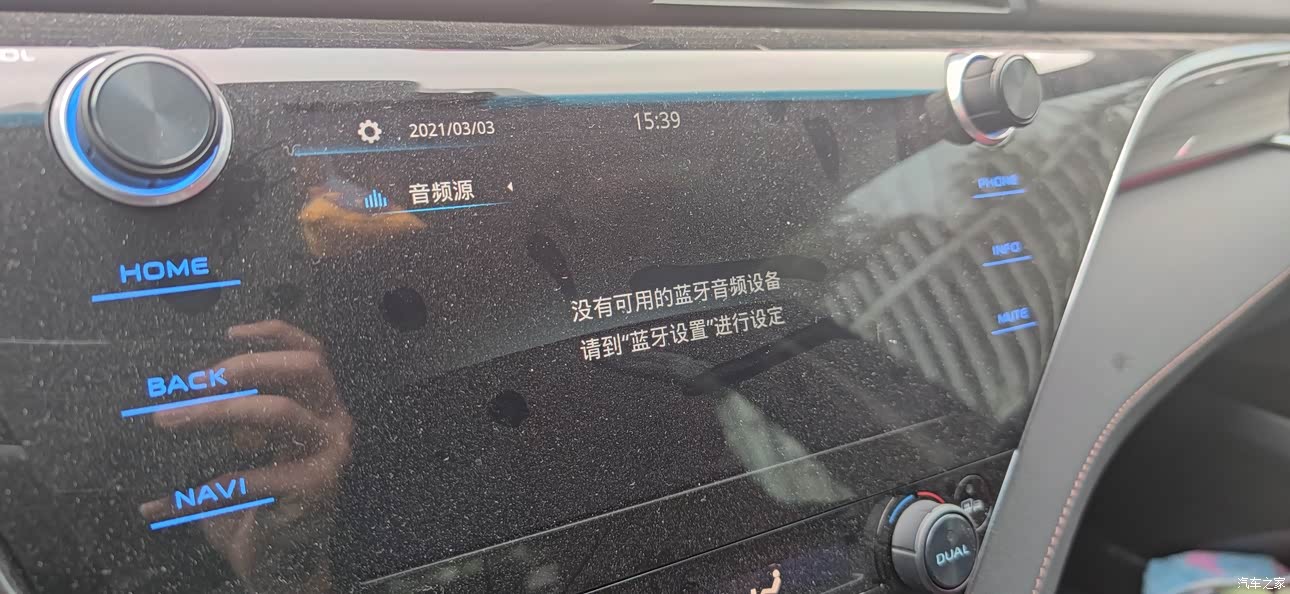 2021/03/03
15:39
音频源
PHONE
HOME
INFO
没有可用的蓝牙音频设备
请到“蓝牙设置”进行设定
MUTE
BACK
NAVI
DUAL
汽车之家